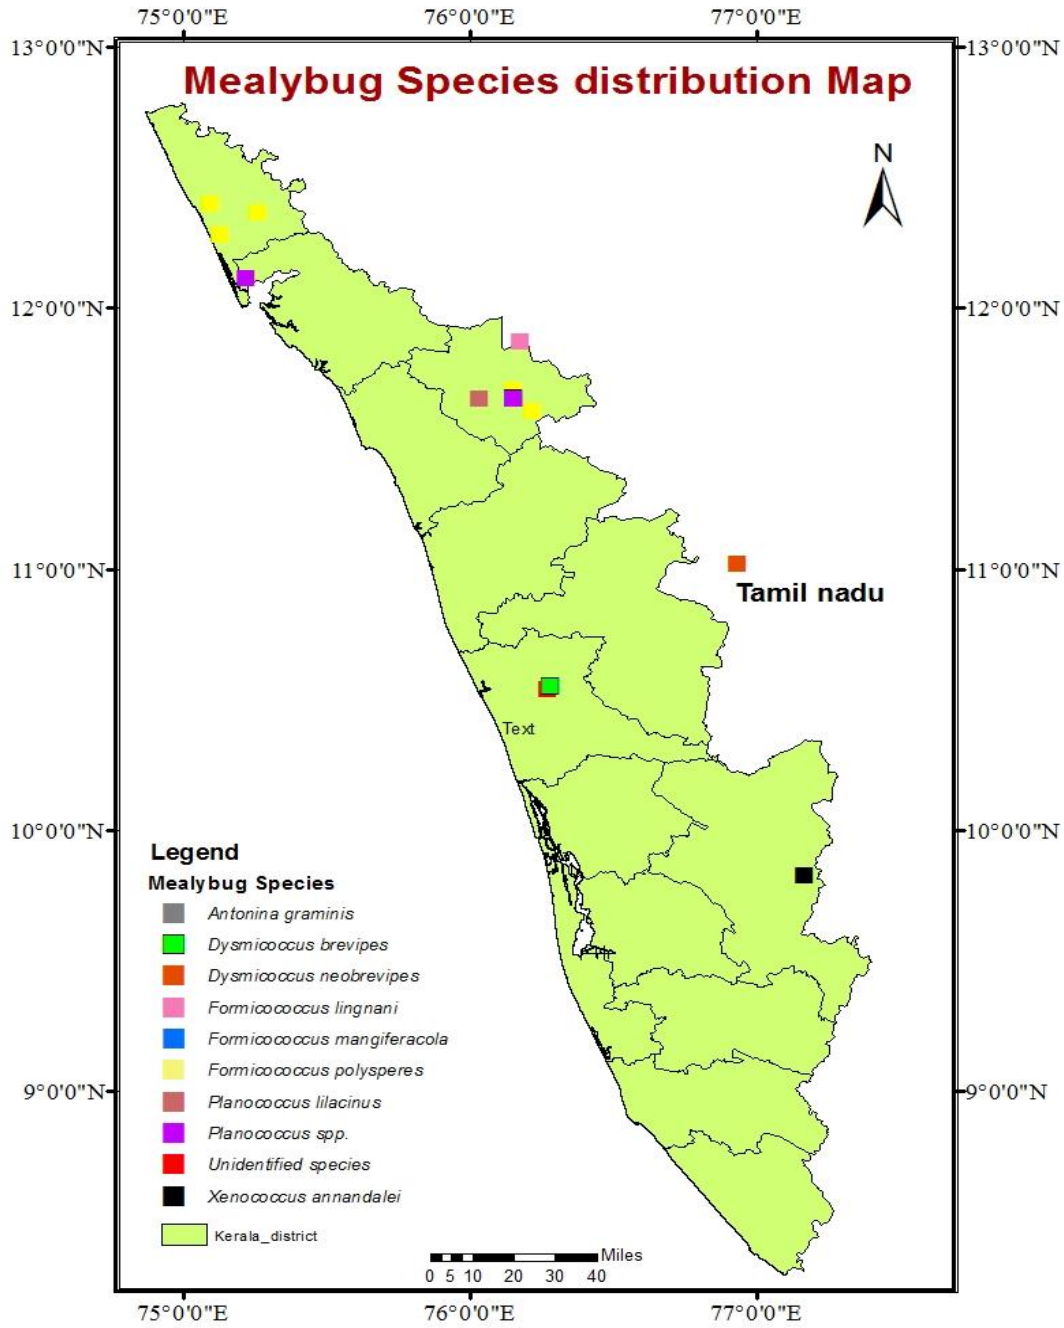 75°0'0"E 76°0'0"E 77°0'0"E
13°0'0"N 13°0'0"N
Mealybug Species distribution Map
N
12°0'0"N 12°0'0"N
11°0'0"N 11°0'0"N
Tamil nadu
Text
10°0'0"N 10°0'0"N
Legend
Mealybug Species
Antonina graminis
Dysmicoccus brevipes
Dysmicoccus neobrevipes
Formicococcus lingnani
Formicococcus mangiferacola
Formicococcus polysperes
9°0'0"N 9°0'0"N
Planococcus lilacinus
Planococcus spp.
Unidentified species
Xenococcus annandalei
Kerala_district
Miles
0 5 10 20 30 40
75°0'0"E 76°0'0"E 77°0'0"E